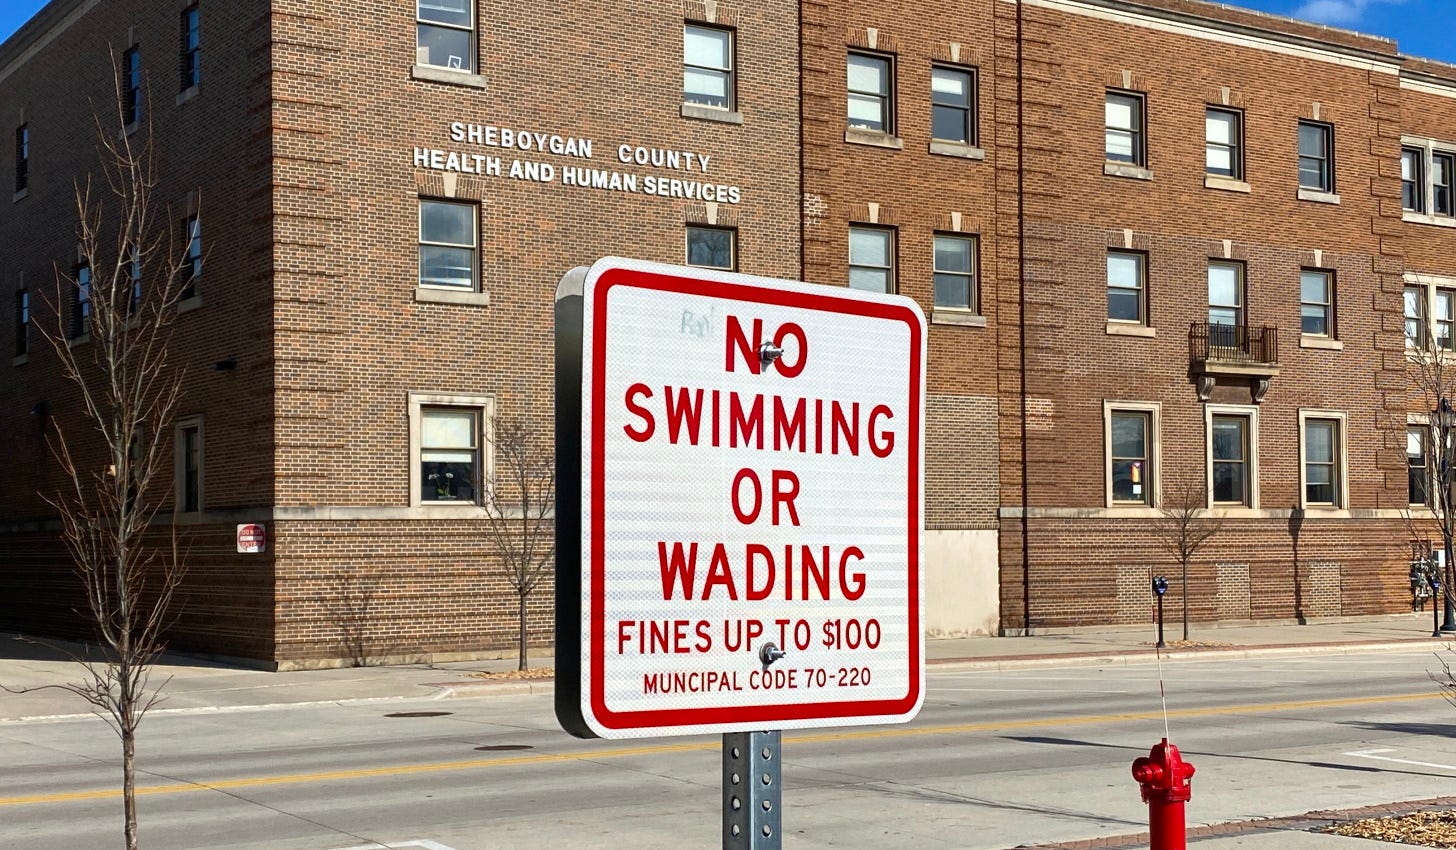 SHEBOYGAN COUNTY
HEALTH AND HUMAN SERVICES
NO
SWIMMING
OR
WADING
FINES UP TO $100
MUNCIPAL CODE 70-220